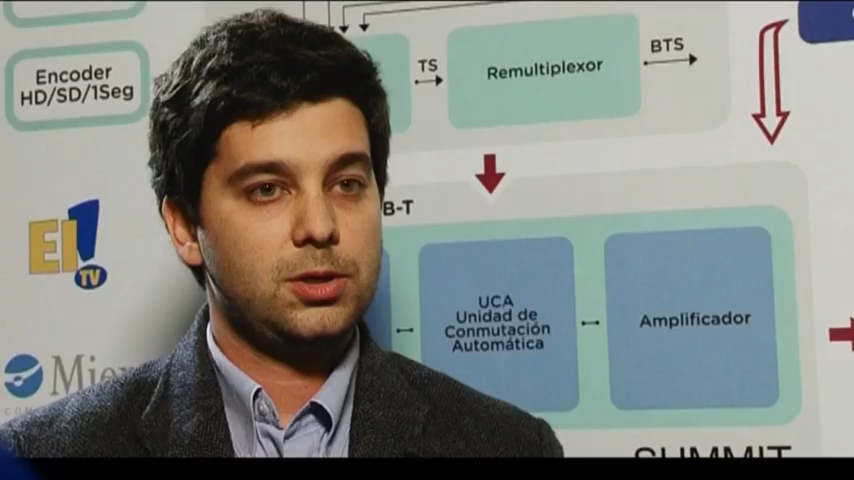 Encoder
HD/SD/1Seg
TS
Remultiplexor
BTS
B-T
EI!
TV
UCA
Unidad de
Conmutación
Automática
Amplificador
SUMMIT